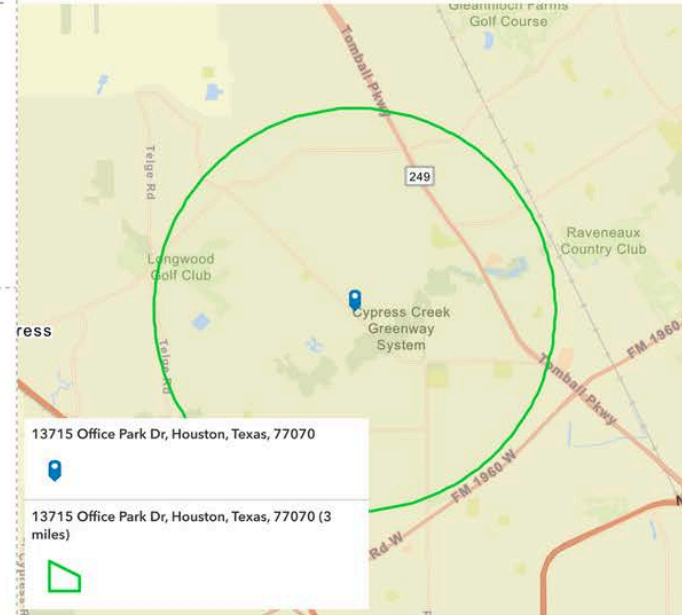 Gleannloch Farms
Golf Course
Tomball Pkwy
Telge Rd
249
Raveneaux
Country Club
Longwood
Golf Club
Cypress Creek
Greenway
System
ress
FM 1960
Telge Rd
Tomball Pkwy
13715 Office Park Dr, Houston, Texas, 77070
FM 1960 W
N
13715 Office Park Dr, Houston, Texas, 77070 (3
miles)
Rd W